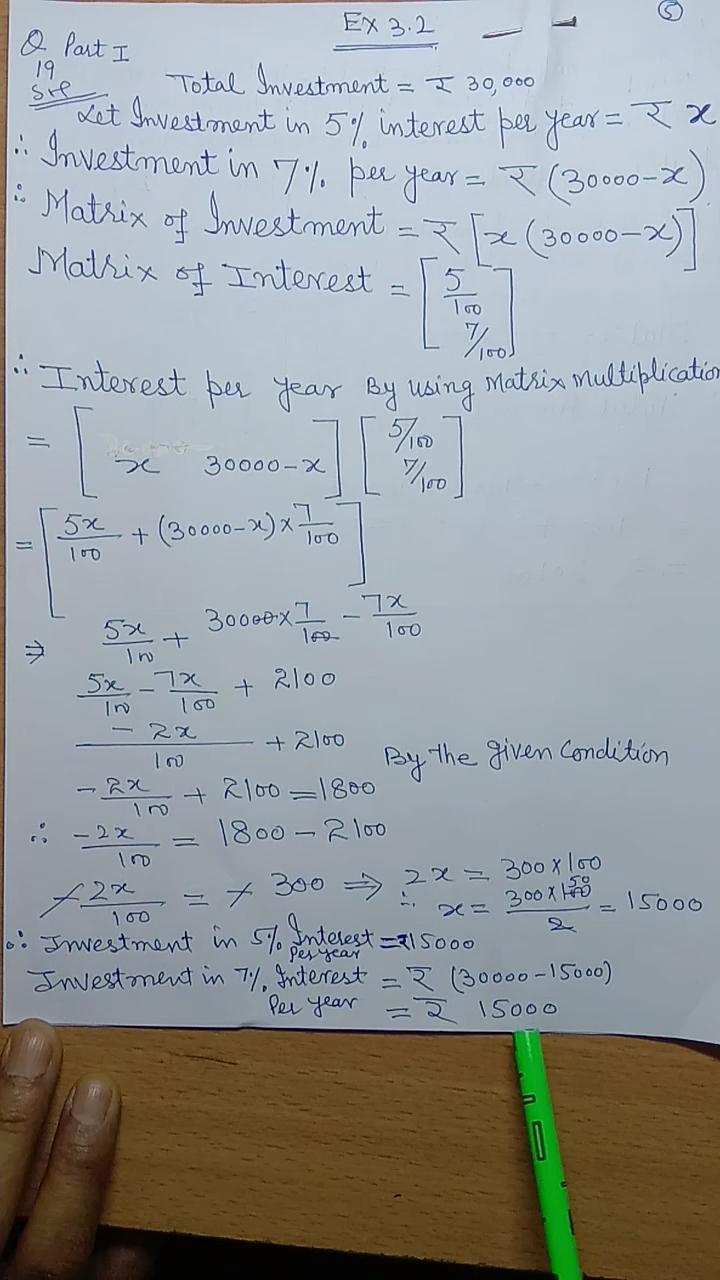 Ex 3.2
5
Q Part I
19
Sol
Total Investment = ₹ 30,000
Let Investment in 5% interest per year = ₹ x
∴ Investment in 7% per year = ₹ (30000-x)
∴ Matrix of Investment = ₹ [x (30000-x)]
Matrix of Interest = [5/100 7/100]
∴ Interest per year By using Matrix multiplication
= [x 30000-x] [5/100 7/100]
= [5x/100 + (30000-x) × 7/100]
⇒ 5x/100 + 30000×7/100 - 7x/100
5x/100 - 7x/100 + 2100
-2x/100 + 2100 By the given Condition
-2x/100 + 2100 = 1800
∴ -2x/100 = 1800 - 2100
-2x/100 = - 300 ⇒ 2x = 300×100
∴ x = 300×100/2 = 15000
50
∴ Investment in 5% Interest Per year = ₹15000
Investment in 7% Interest = ₹ (30000-15000)
Per year = ₹ 15000